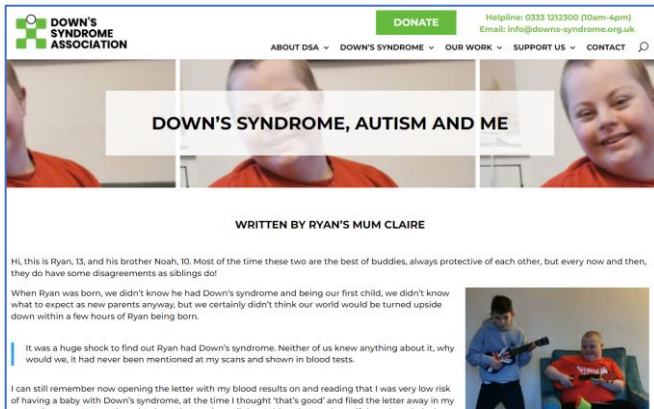 DOWN'S
SYNDROME
ASSOCIATION
DONATE
Helpline: 0333 1212300 (10am-4pm)
Email: info@downs-syndrome.org.uk
ABOUT DSA DOWN'S SYNDROME OUR WORK SUPPORT US CONTACT
DOWN'S SYNDROME, AUTISM AND ME
WRITTEN BY RYAN'S MUM CLAIRE
Hi, this is Ryan, 13, and his brother Noah, 10. Most of the time these two are the best of buddies, always protective of each other, but every now and then,
they do have some disagreements as siblings do!
When Ryan was born, we didn't know he had Down's syndrome and being our first child, we didn't know
what to expect as new parents anyway, but we certainly didn't think our world would be turned upside
down within a few hours of Ryan being born.
It was a huge shock to find out Ryan had Down's syndrome. Neither of us knew anything about it, why
would we, it had never been mentioned at my scans and shown in blood tests.
I can still remember now opening the letter with my blood results on and reading that I was very low risk
of having a baby with Down's syndrome, at the time I thought 'that's good' and filed the letter away in my